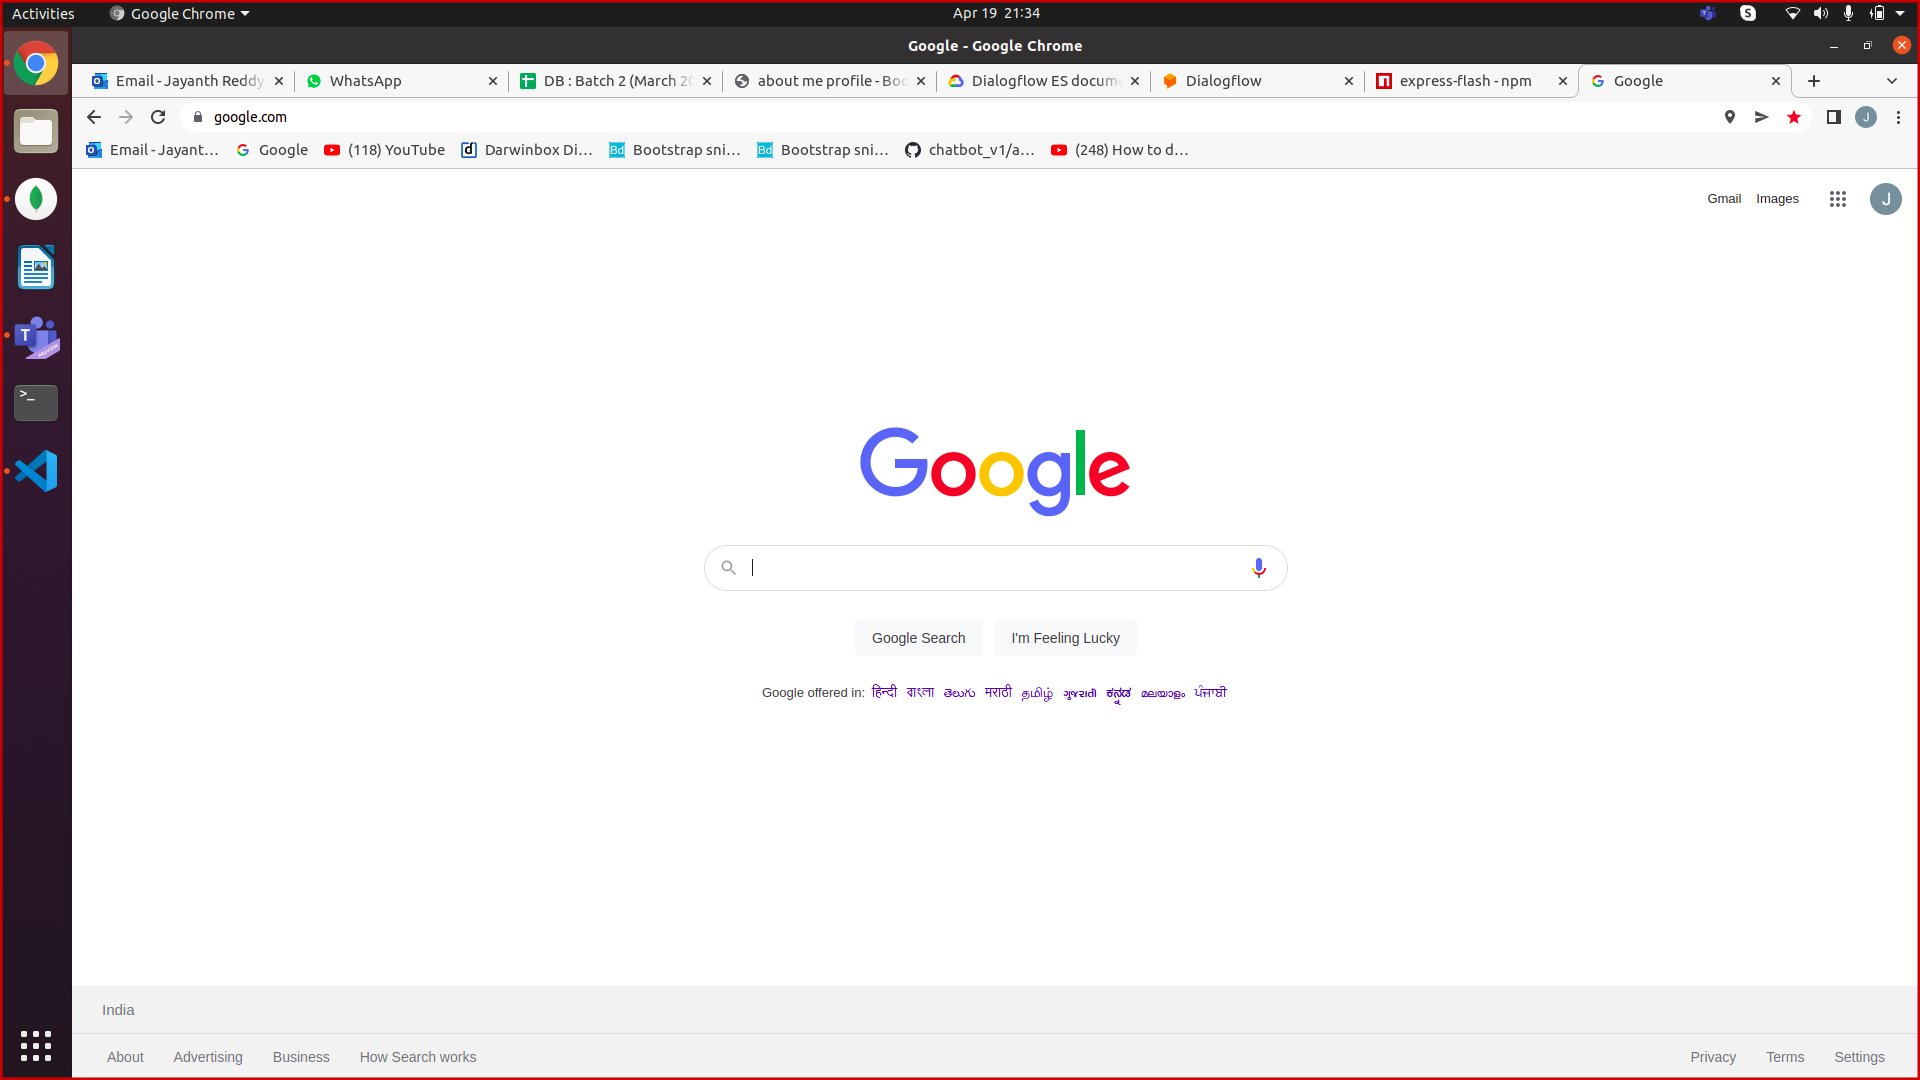 Activities Google Chrome Apr 19 21:34
Google - Google Chrome
Email - Jayanth Reddy WhatsApp DB : Batch 2 (March 20 about me profile - Boo Dialogflow ES docume Dialogflow express-flash - npm Google
google.com J
Email - Jayant... Google (118) YouTube Darwinbox Di... Bootstrap sni... Bootstrap sni... chatbot_v1/a... (248) How to d...
Gmail Images J
Google
Google Search I'm Feeling Lucky
Google offered in: हिन्दी বাংলা తెలుగు मराठी தமிழ் ગુજરાતી ಕನ್ನಡ മലയാളം ਪੰਜਾਬੀ
India
About Advertising Business How Search works Privacy Terms Settings